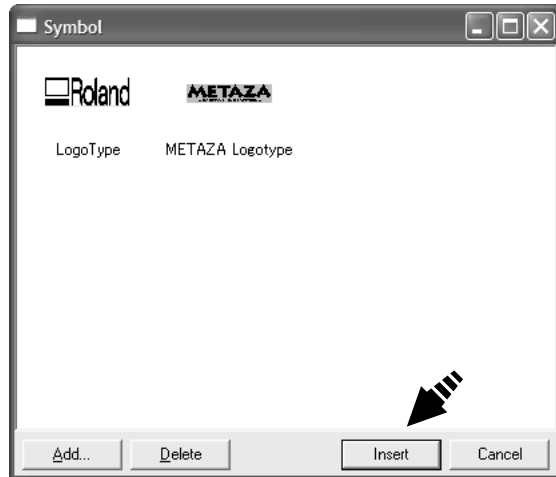 Symbol
Roland METAZA
LogoType METAZA Logotype
Add... Delete Insert Cancel